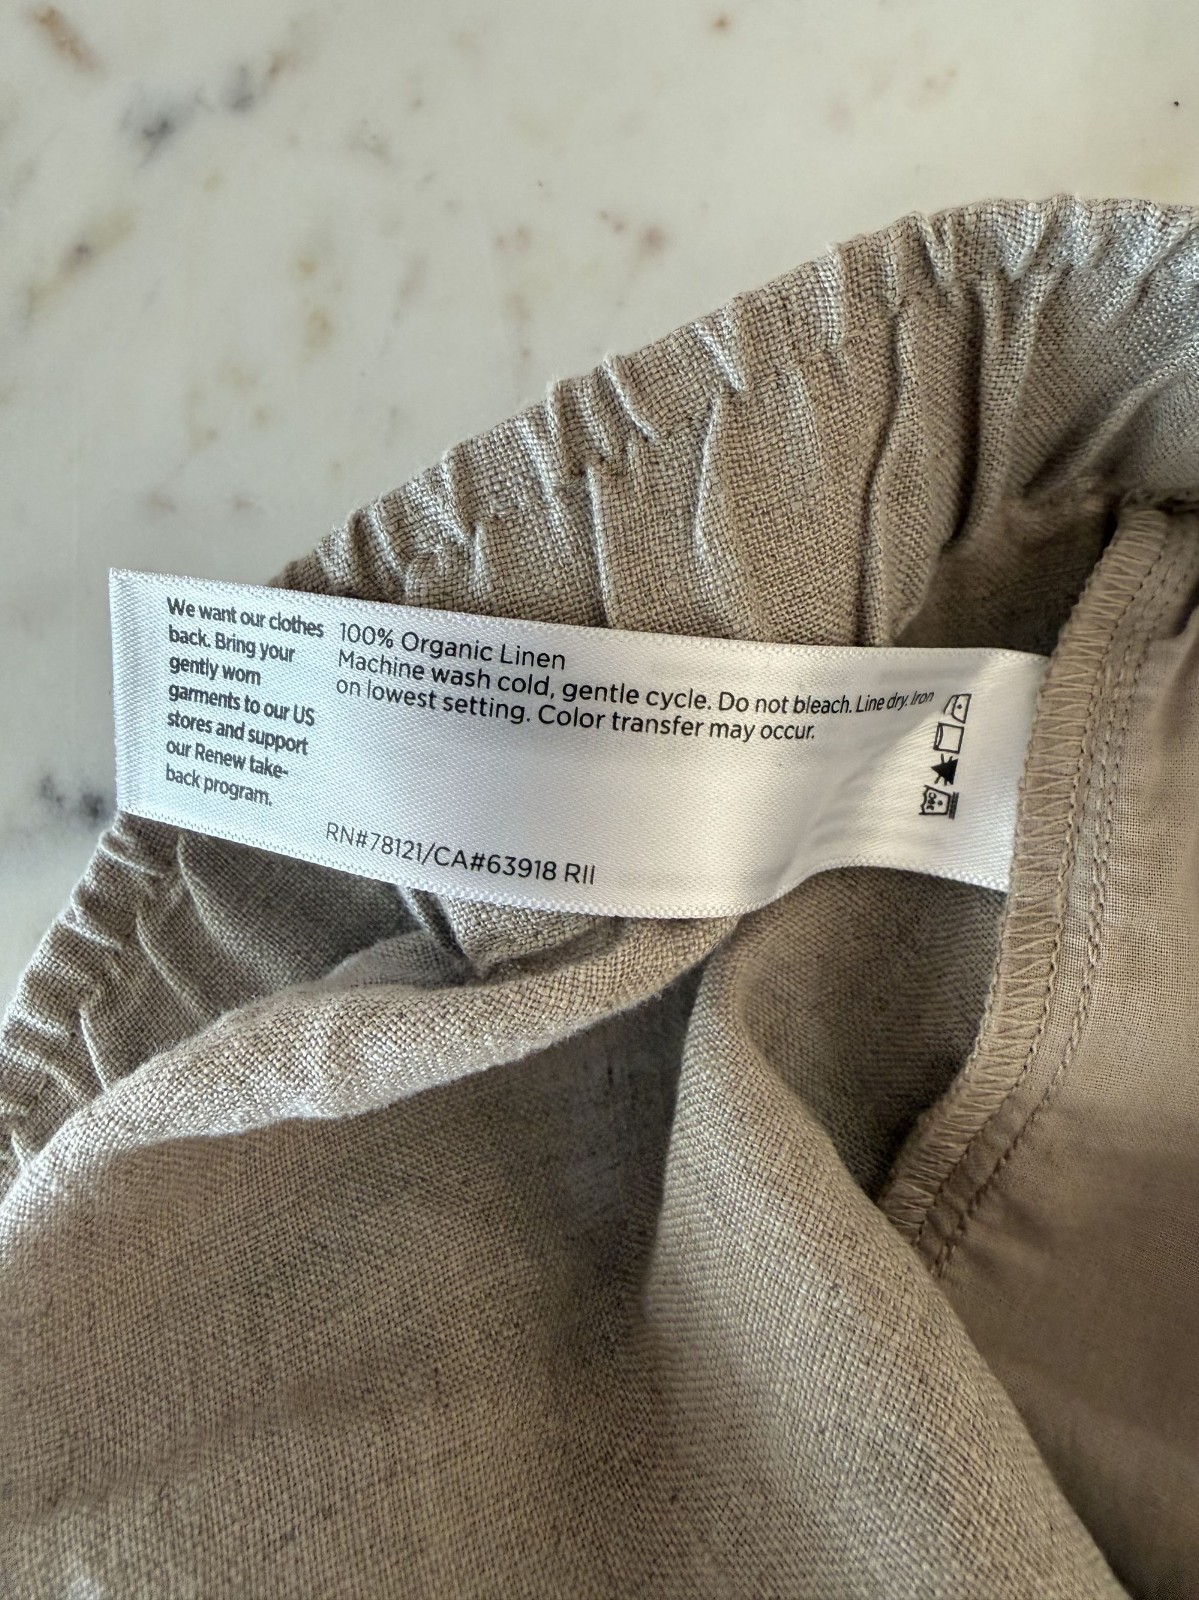 We want our clothes
back. Bring your
gently worn
garments to our US
stores and support
our Renew take-
back program.
100% Organic Linen
Machine wash cold, gentle cycle. Do not bleach. Line dry. Iron
on lowest setting. Color transfer may occur.
RN#78121/CA#63918 RII